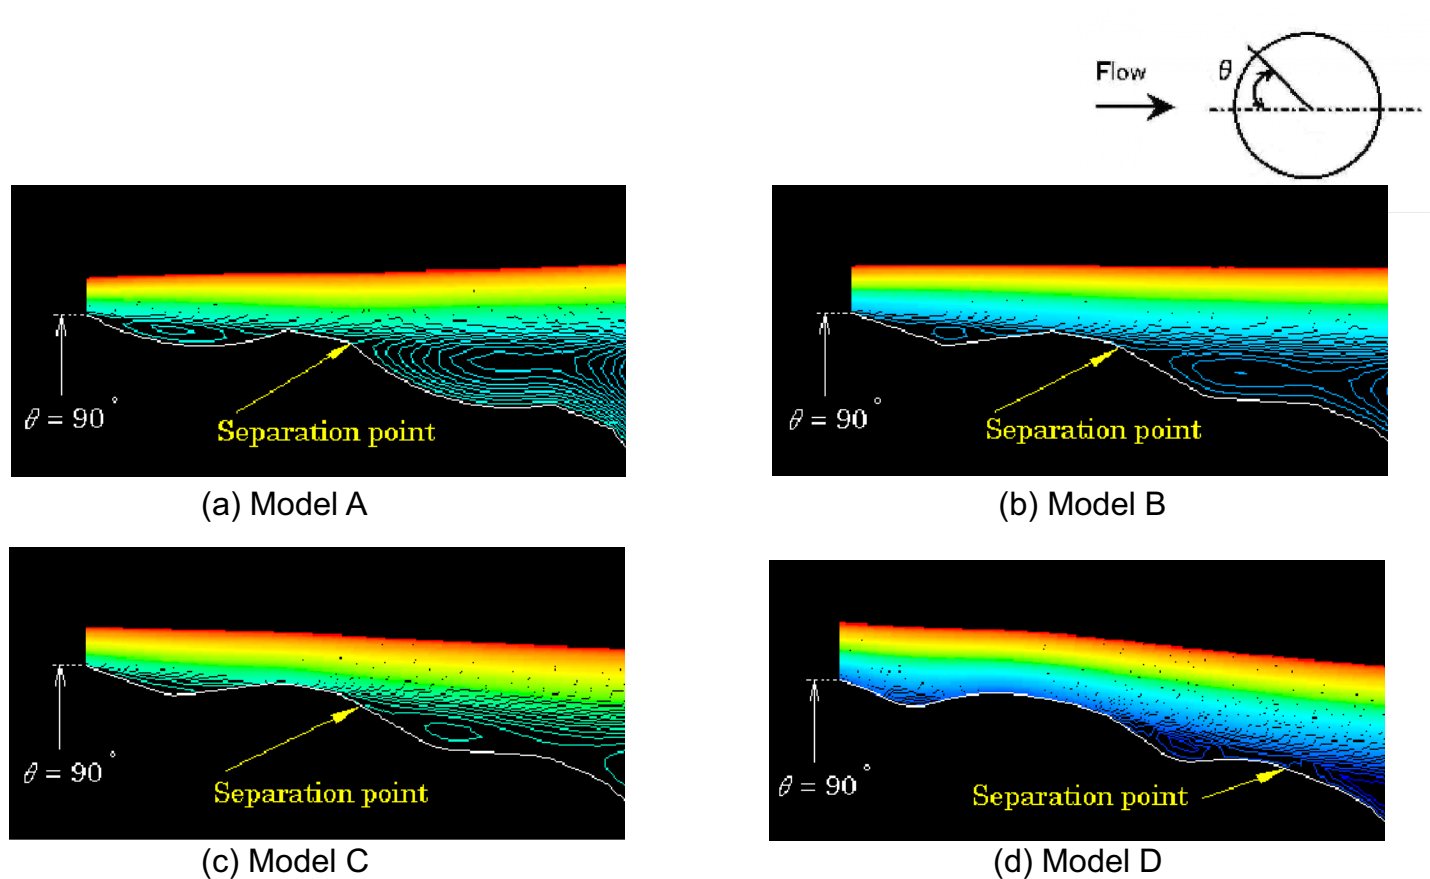 Flow
θ
θ = 90°
Separation point
θ = 90°
Separation point
(a) Model A
(b) Model B
θ = 90°
Separation point
θ = 90°
Separation point
(c) Model C
(d) Model D